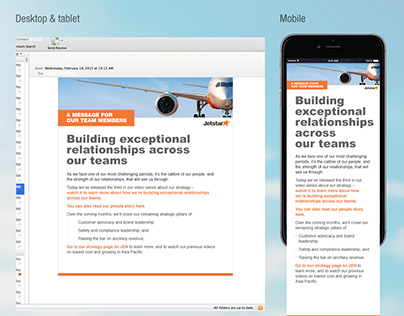 Desktop & tablet
Mobile
Contact
Send Receive
Sent: Wednesday, February 18, 2015 at 10:15 AM
To:
A MESSAGE FOR
OUR TEAM MEMBERS
Jetstar
Building exceptional
relationships across
our teams
As we face one of our most challenging periods, it's the calibre of our people, and
the strength of our relationships, that will see us through.
Today we've released the third in our video series about our strategy –
watch it to learn more about how we're building exceptional relationships
across our teams.
You can also read our people story here.
Over the coming months, we'll cover our remaining strategic pillars of:
Customer advocacy and brand leadership;
Safety and compliance leadership; and
Raising the bar on ancillary revenue.
Go to our strategy page on JEN to learn more, and to watch our previous videos
on lowest cost and growing in Asia Pacific.
All folders are up to date.
A MESSAGE FROM
OUR TEAM MEMBERS
Jetstar
Building
exceptional
relationships
across
our teams
As we face one of our most challenging
periods, it's the calibre of our people, and
the strength of our relationships, that will
see us through.
Today we've released the third in our
video series about our strategy –
watch it to learn more about how
we're building exceptional
relationships across our teams.
You can also read our people story
here.
Over the coming months, we'll cover our
remaining strategic pillars of:
Customer advocacy and brand
leadership;
Safety and compliance leadership; and
Raising the bar on ancillary revenue.
Go to our strategy page on JEN to
learn more, and to watch our previous
videos on lowest cost and growing in
Asia Pacific.